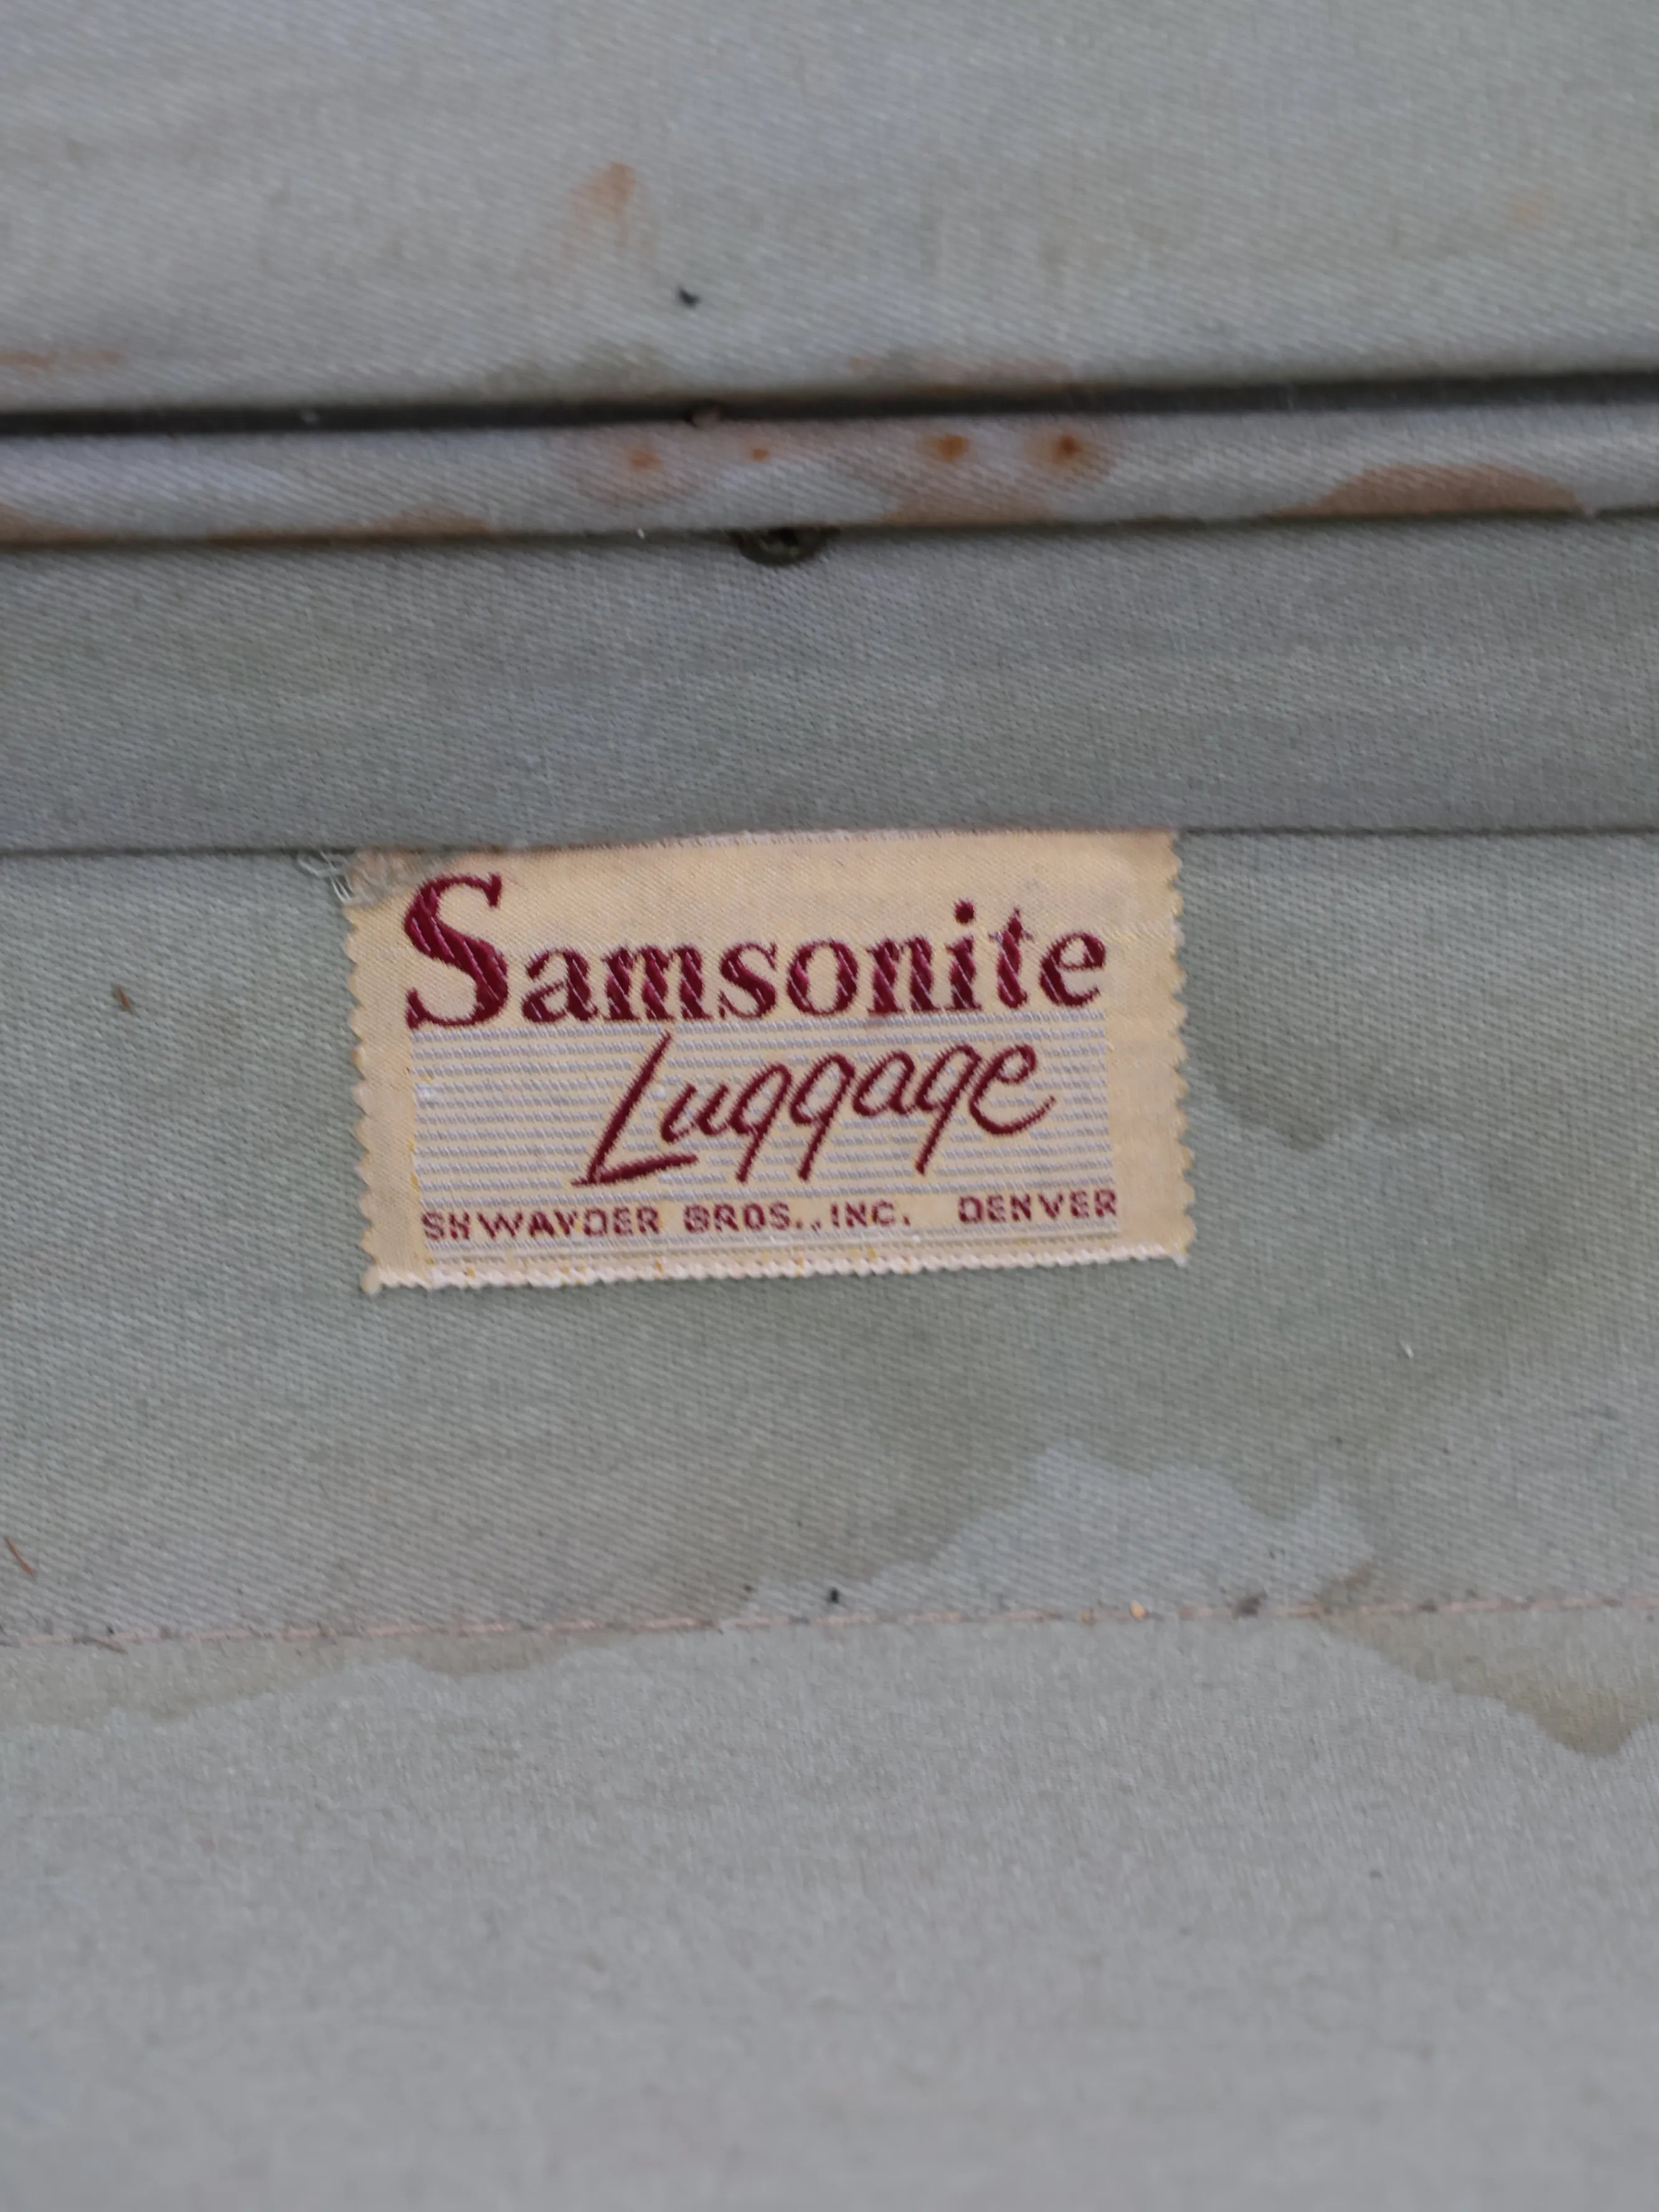 Samsonite
Luggage
SHWAYDER BROS., INC. DENVER